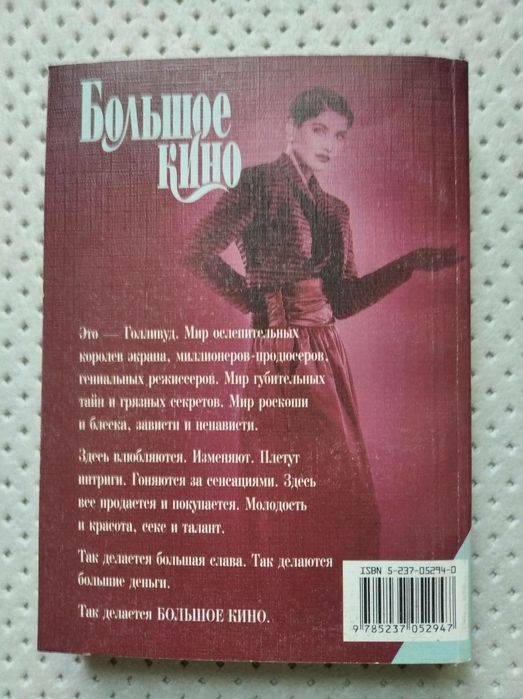 Большое
кино
Это — Голливуд. Мир ослепительных
королев экрана, миллионеров-продюсеров,
гениальных режиссеров. Мир губительных
тайн и грязных секретов. Мир роскоши
и блеска, зависти и ненависти.
Здесь влюбляются. Изменяют. Плетут
интриги. Гоняются за сенсациями. Здесь
все продается и покупается. Молодость
и красота, секс и талант.
Так делается большая слава. Так делаются
большие деньги.
Так делается БОЛЬШОЕ КИНО.
ISBN 5-237-05294-0
9 785237 052947